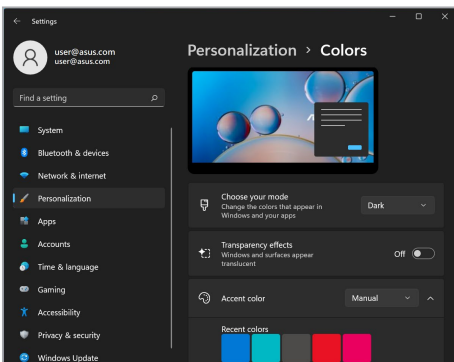 Settings
user@asus.com
user@asus.com
Find a setting
System
Bluetooth & devices
Network & internet
Personalization
Apps
Accounts
Time & language
Gaming
Accessibility
Privacy & security
Windows Update
Personalization > Colors
Choose your mode
Change the colors that appear in
Windows and your apps
Dark
Transparency effects
Windows and surfaces appear
translucent
Off
Accent color
Manual
Recent colors